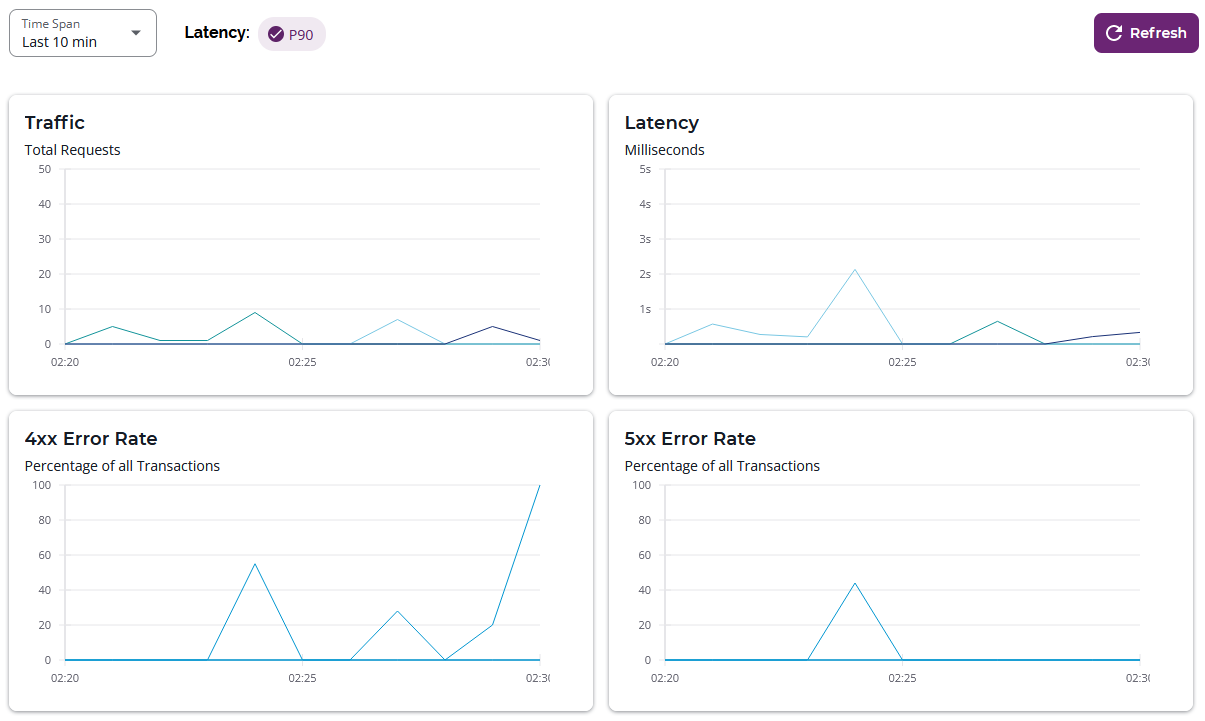 Time Span
Last 10 min
Latency:
P90
Refresh
Traffic
Total Requests
50
40
30
20
10
0
02:20
02:25
02:30
Latency
Milliseconds
5s
4s
3s
2s
1s
0
02:20
02:25
02:30
4xx Error Rate
Percentage of all Transactions
100
80
60
40
20
0
02:20
02:25
02:30
5xx Error Rate
Percentage of all Transactions
100
80
60
40
20
0
02:20
02:25
02:30